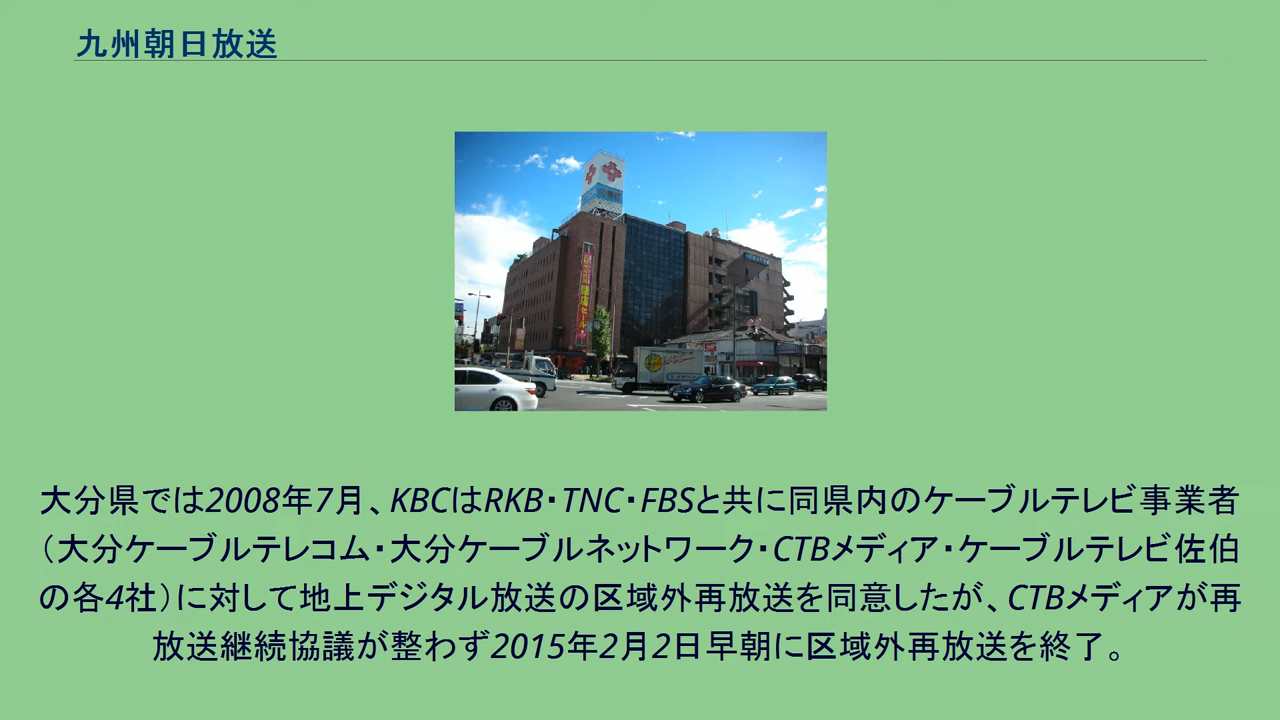 九州朝日放送
大分県では2008年7月、KBCはRKB・TNC・FBSと共に同県内のケーブルテレビ事業者
（大分ケーブルテレコム・大分ケーブルネットワーク・CTBメディア・ケーブルテレビ佐伯
の各4社）に対して地上デジタル放送の区域外再放送を同意したが、CTBメディアが再
放送継続協議が整わず2015年2月2日早朝に区域外再放送を終了。